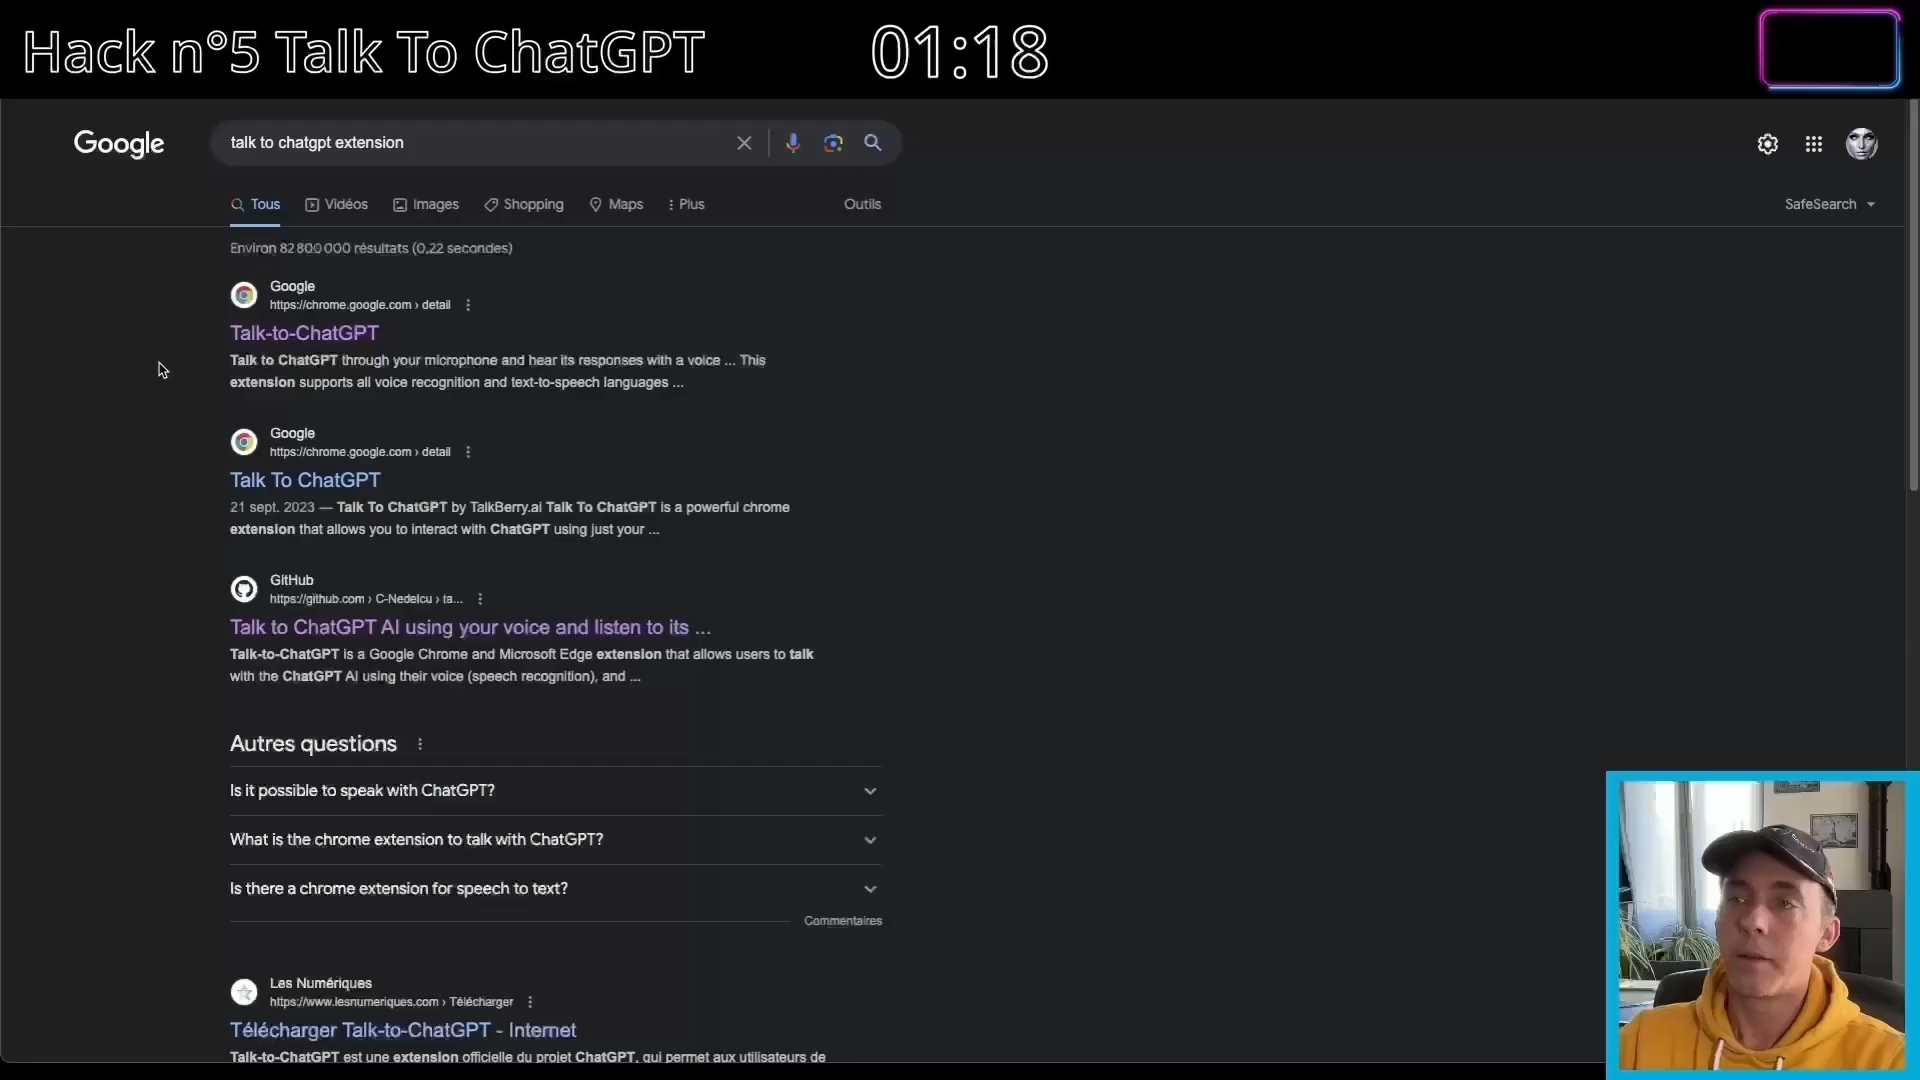 Hack n°5 Talk To ChatGPT
01:18
Google
talk to chatgpt extension
Tous
Vidéos
Images
Shopping
Maps
Plus
Outils
SafeSearch
Environ 82 800 000 résultats (0,22 secondes)
Google
https://chrome.google.com › detail
Talk-to-ChatGPT
Talk to ChatGPT through your microphone and hear its responses with a voice ... This
extension supports all voice recognition and text-to-speech languages ...
Google
https://chrome.google.com › detail
Talk To ChatGPT
21 sept. 2023 — Talk To ChatGPT by TalkBerry.ai Talk To ChatGPT is a powerful chrome
extension that allows you to interact with ChatGPT using just your ...
GitHub
https://github.com › C-Nedelcu › ta...
Talk to ChatGPT AI using your voice and listen to its ...
Talk-to-ChatGPT is a Google Chrome and Microsoft Edge extension that allows users to talk
with the ChatGPT AI using their voice (speech recognition), and ...
Autres questions
Is it possible to speak with ChatGPT?
What is the chrome extension to talk with ChatGPT?
Is there a chrome extension for speech to text?
Commentaires
Les Numériques
https://www.lesnumeriques.com › Télécharger
Télécharger Talk-to-ChatGPT - Internet
Talk-to-ChatGPT est une extension officielle du projet ChatGPT, qui permet aux utilisateurs de